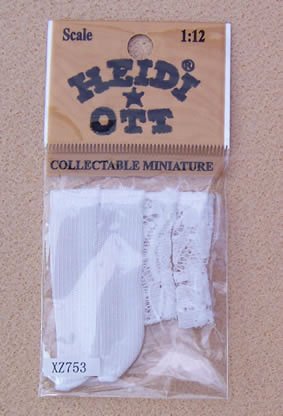 Scale 1:12
HEIDI®
OTT
COLLECTABLE MINIATURE
XZ753